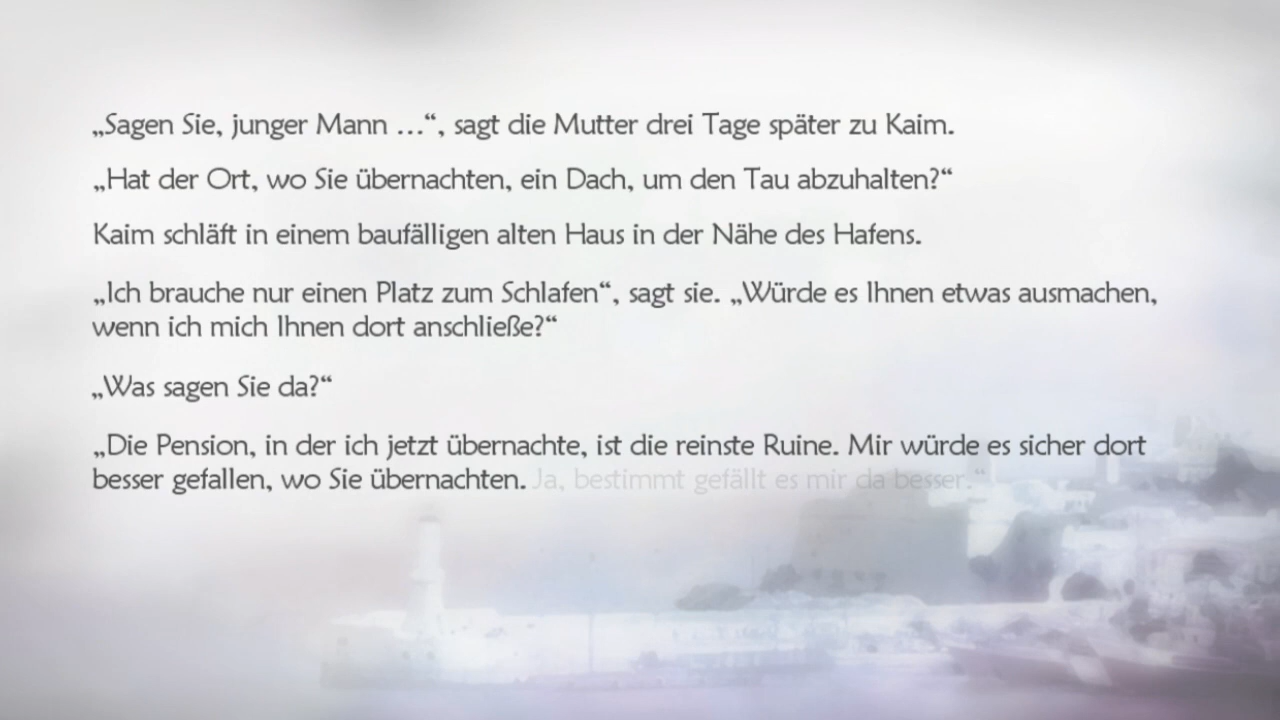 „Sagen Sie, junger Mann ...“, sagt die Mutter drei Tage später zu Kaim.
„Hat der Ort, wo Sie übernachten, ein Dach, um den Tau abzuhalten?“
Kaim schläft in einem baufälligen alten Haus in der Nähe des Hafens.
„Ich brauche nur einen Platz zum Schlafen“, sagt sie. „Würde es Ihnen etwas ausmachen,
wenn ich mich Ihnen dort anschließe?“
„Was sagen Sie da?“
„Die Pension, in der ich jetzt übernachte, ist die reinste Ruine. Mir würde es sicher dort
besser gefallen, wo Sie übernachten. Ja, bestimmt gefällt es mir da besser.“